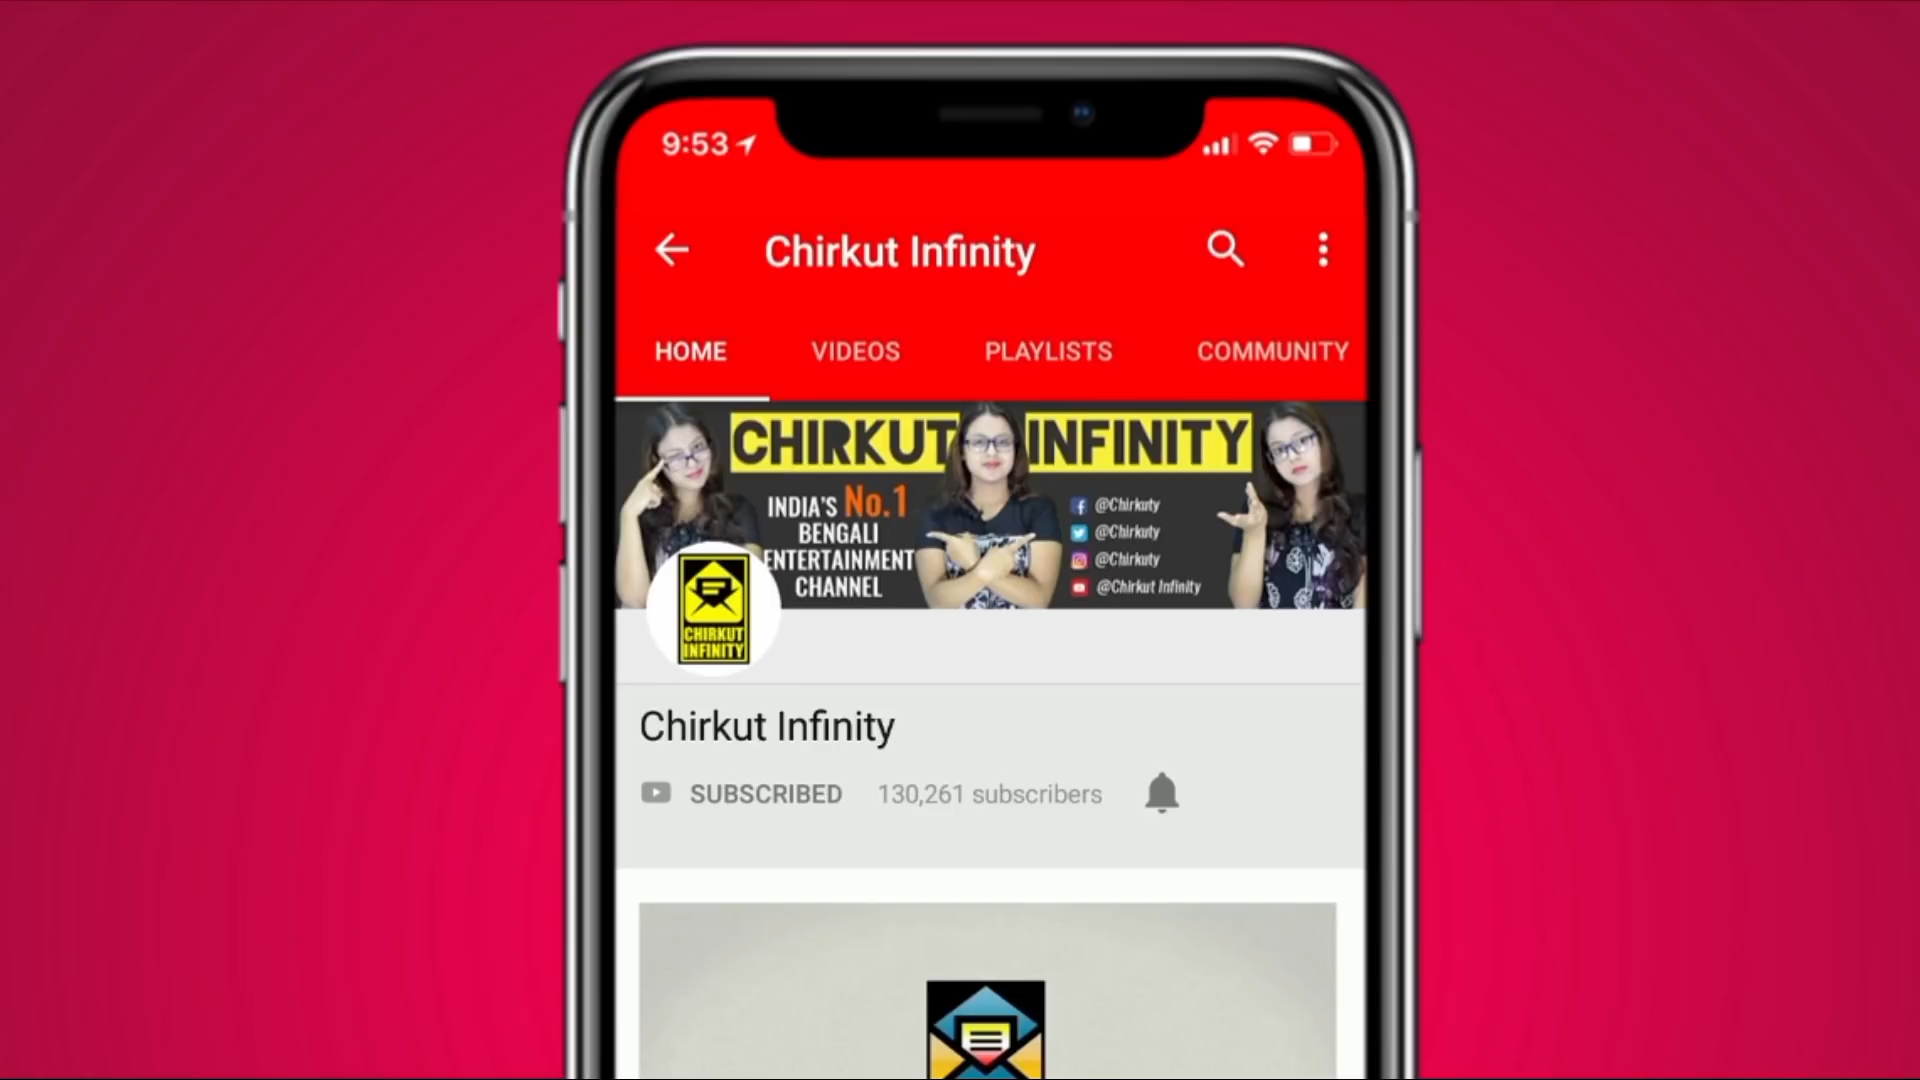 9:53
Chirkut Infinity
HOME VIDEOS PLAYLISTS COMMUNITY
CHIRKUT INFINITY
INDIA'S No.1
BENGALI
ENTERTAINMENT
CHANNEL
@Chirkuty
@Chirkuty
@Chirkuty
@Chirkut Infinity
CHIRKUT
INFINITY
Chirkut Infinity
SUBSCRIBED 130,261 subscribers